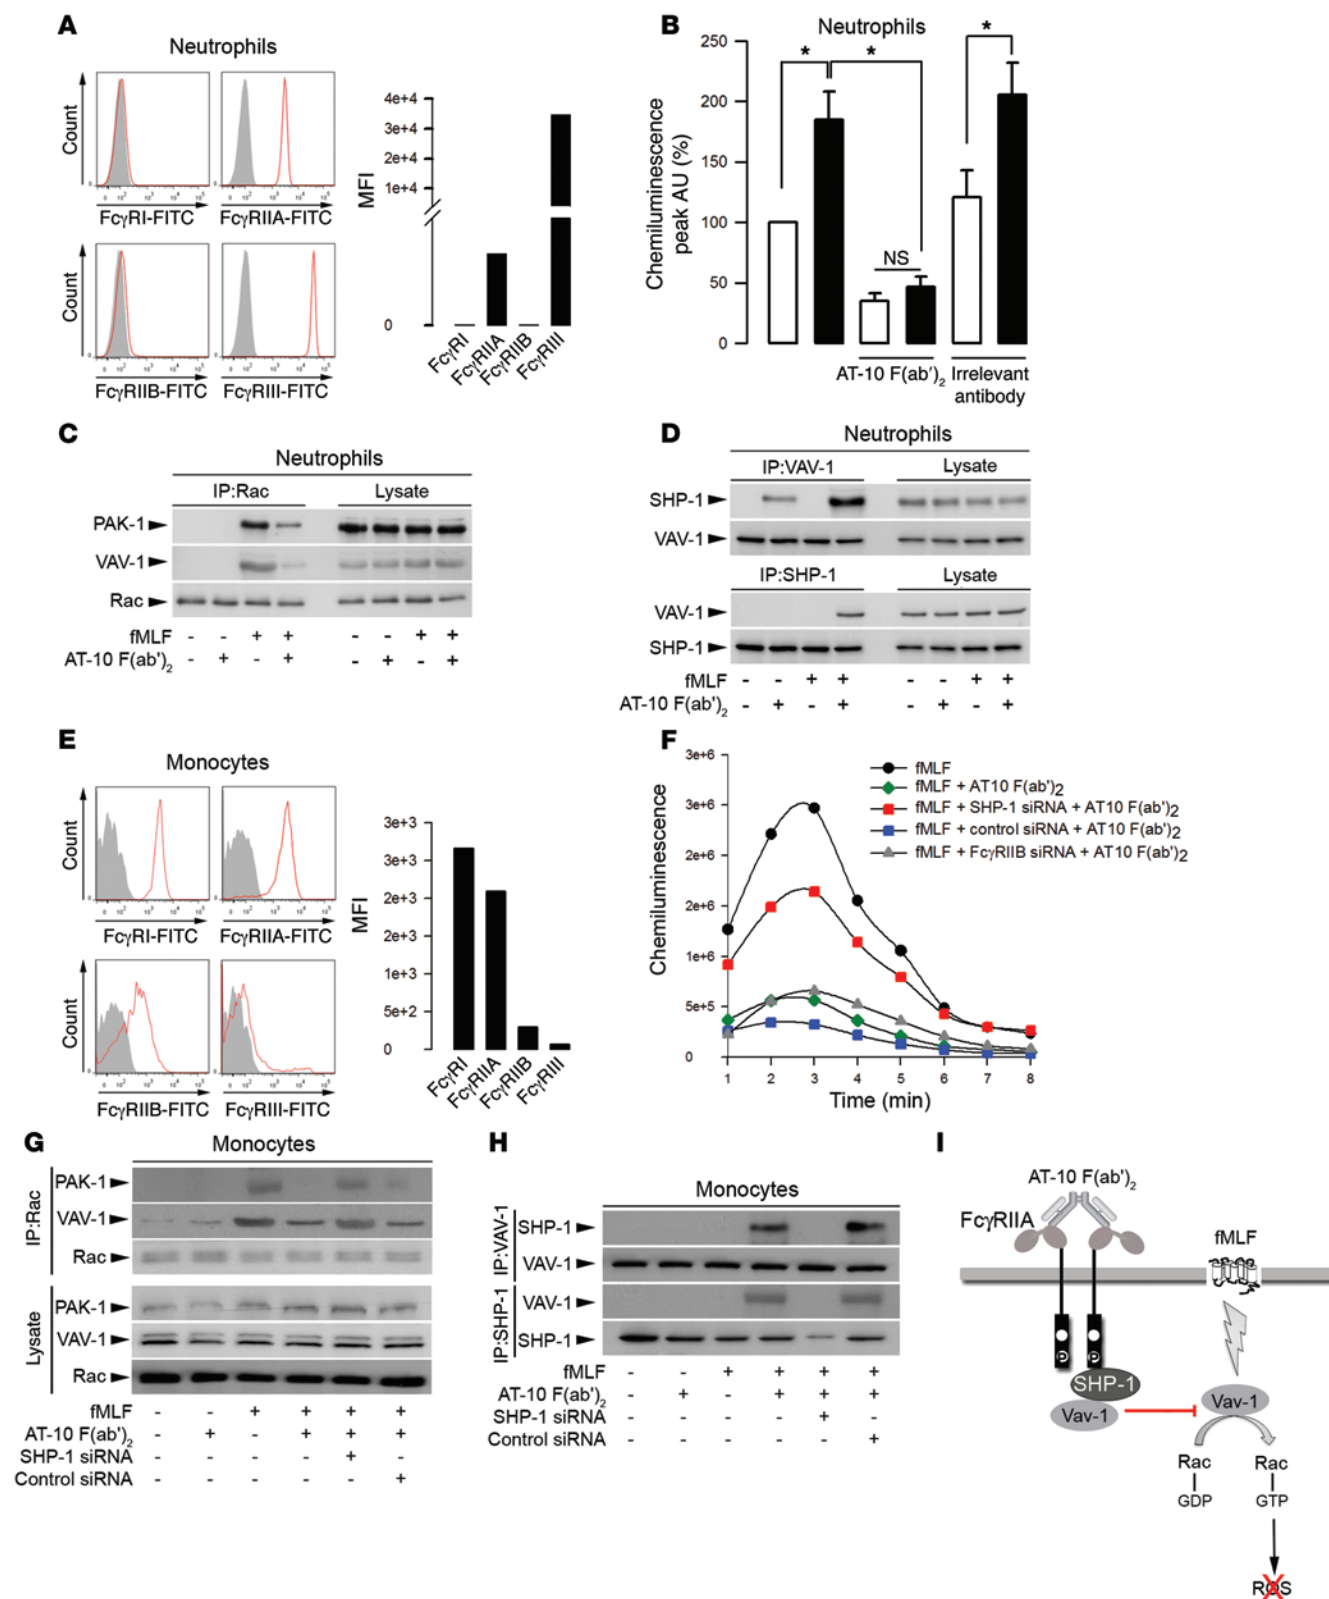 A
Neutrophils
Count
0 10² 10³ 10⁴ 10⁵
FcγRI-FITC
FcγRIIA-FITC
Count
FcγRIIB-FITC
FcγRIII-FITC
MFI
4e+4
3e+4
2e+4
1e+4
0
FcγRI
FcγRIIA
FcγRIIB
FcγRIII
B
Neutrophils
Chemiluminescence
peak AU (%)
250
200
150
100
50
0
*
*
*
NS
AT-10 F(ab')₂
Irrelevant
antibody
C
Neutrophils
IP:Rac Lysate
PAK-1
VAV-1
Rac
fMLF - - + + - - + +
AT-10 F(ab')₂ - + - + - + - +
D
Neutrophils
IP:VAV-1 Lysate
SHP-1
VAV-1
IP:SHP-1 Lysate
VAV-1
SHP-1
fMLF - - + + - - + +
AT-10 F(ab')₂ - + - + - + - +
E
Monocytes
Count
FcγRI-FITC
FcγRIIA-FITC
Count
FcγRIIB-FITC
FcγRIII-FITC
MFI
3e+3
3e+3
2e+3
2e+3
1e+3
5e+2
0
FcγRI
FcγRIIA
FcγRIIB
FcγRIII
F
Chemiluminescence
3e+6
3e+6
2e+6
2e+6
1e+6
5e+5
0
fMLF
fMLF + AT10 F(ab')2
fMLF + SHP-1 siRNA + AT10 F(ab')2
fMLF + control siRNA + AT10 F(ab')2
fMLF + FcγRIIB siRNA + AT10 F(ab')2
1 2 3 4 5 6 7 8
Time (min)
G
Monocytes
IP:Rac
PAK-1
VAV-1
Rac
Lysate
PAK-1
VAV-1
Rac
fMLF - - + + + +
AT-10 F(ab')₂ - + - + + +
SHP-1 siRNA - - - - + -
Control siRNA - - - - - +
H
Monocytes
IP:VAV-1
SHP-1
VAV-1
IP:SHP-1
VAV-1
SHP-1
fMLF - - + + + +
AT-10 F(ab')₂ - + - + + +
SHP-1 siRNA - - - - + -
Control siRNA - - - - - +
I
AT-10 F(ab')₂
FcγRIIA
fMLF
P P
SHP-1
Vav-1
Vav-1
Rac Rac
GDP GTP
ROS